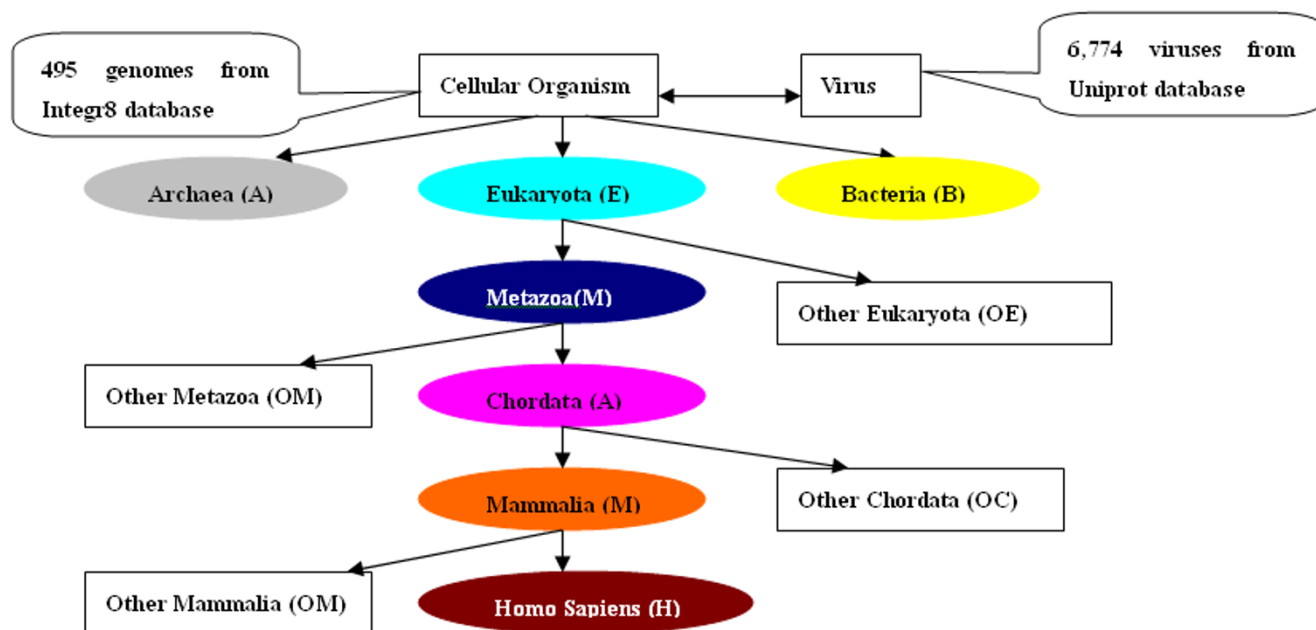 495 genomes from
Integr8 database
Cellular Organism
Virus
6,774 viruses from
Uniprot database
Archaea (A)
Eukaryota (E)
Bacteria (B)
Metazoa(M)
Other Eukaryota (OE)
Other Metazoa (OM)
Chordata (A)
Mammalia (M)
Other Chordata (OC)
Other Mammalia (OM)
Homo Sapiens (H)